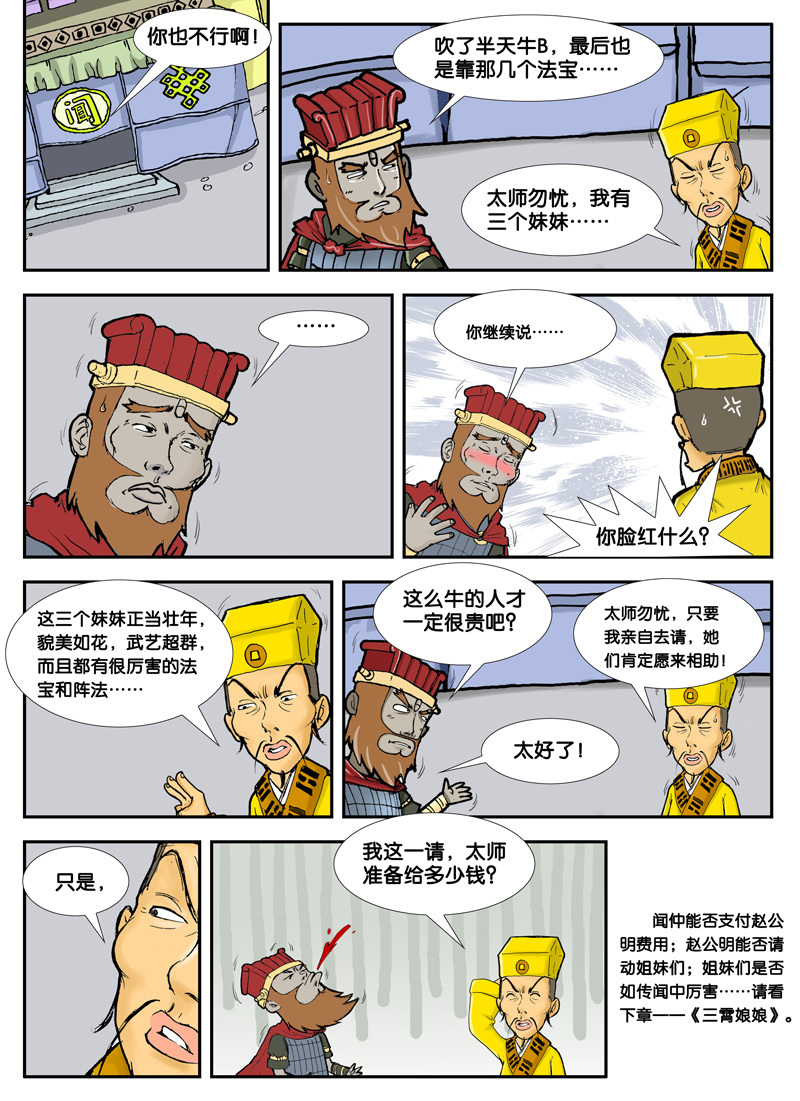 你也不行啊！
闻
吹了半天牛B，最后也
是靠那几个法宝……
太师勿忧，我有
三个妹妹……
……
你继续说……
你脸红什么？
这三个妹妹正当壮年，
貌美如花，武艺超群，
而且都有很厉害的法
宝和阵法……
这么牛的人才
一定很贵吧？
太师勿忧，只要
我亲自去请，她
们肯定愿来相助！
太好了！
只是，
我这一请，太师
准备给多少钱？
闻仲能否支付赵公
明费用；赵公明能否请
动姐妹们；姐妹们是否
如传闻中厉害……请看
下章——《三霄娘娘》。